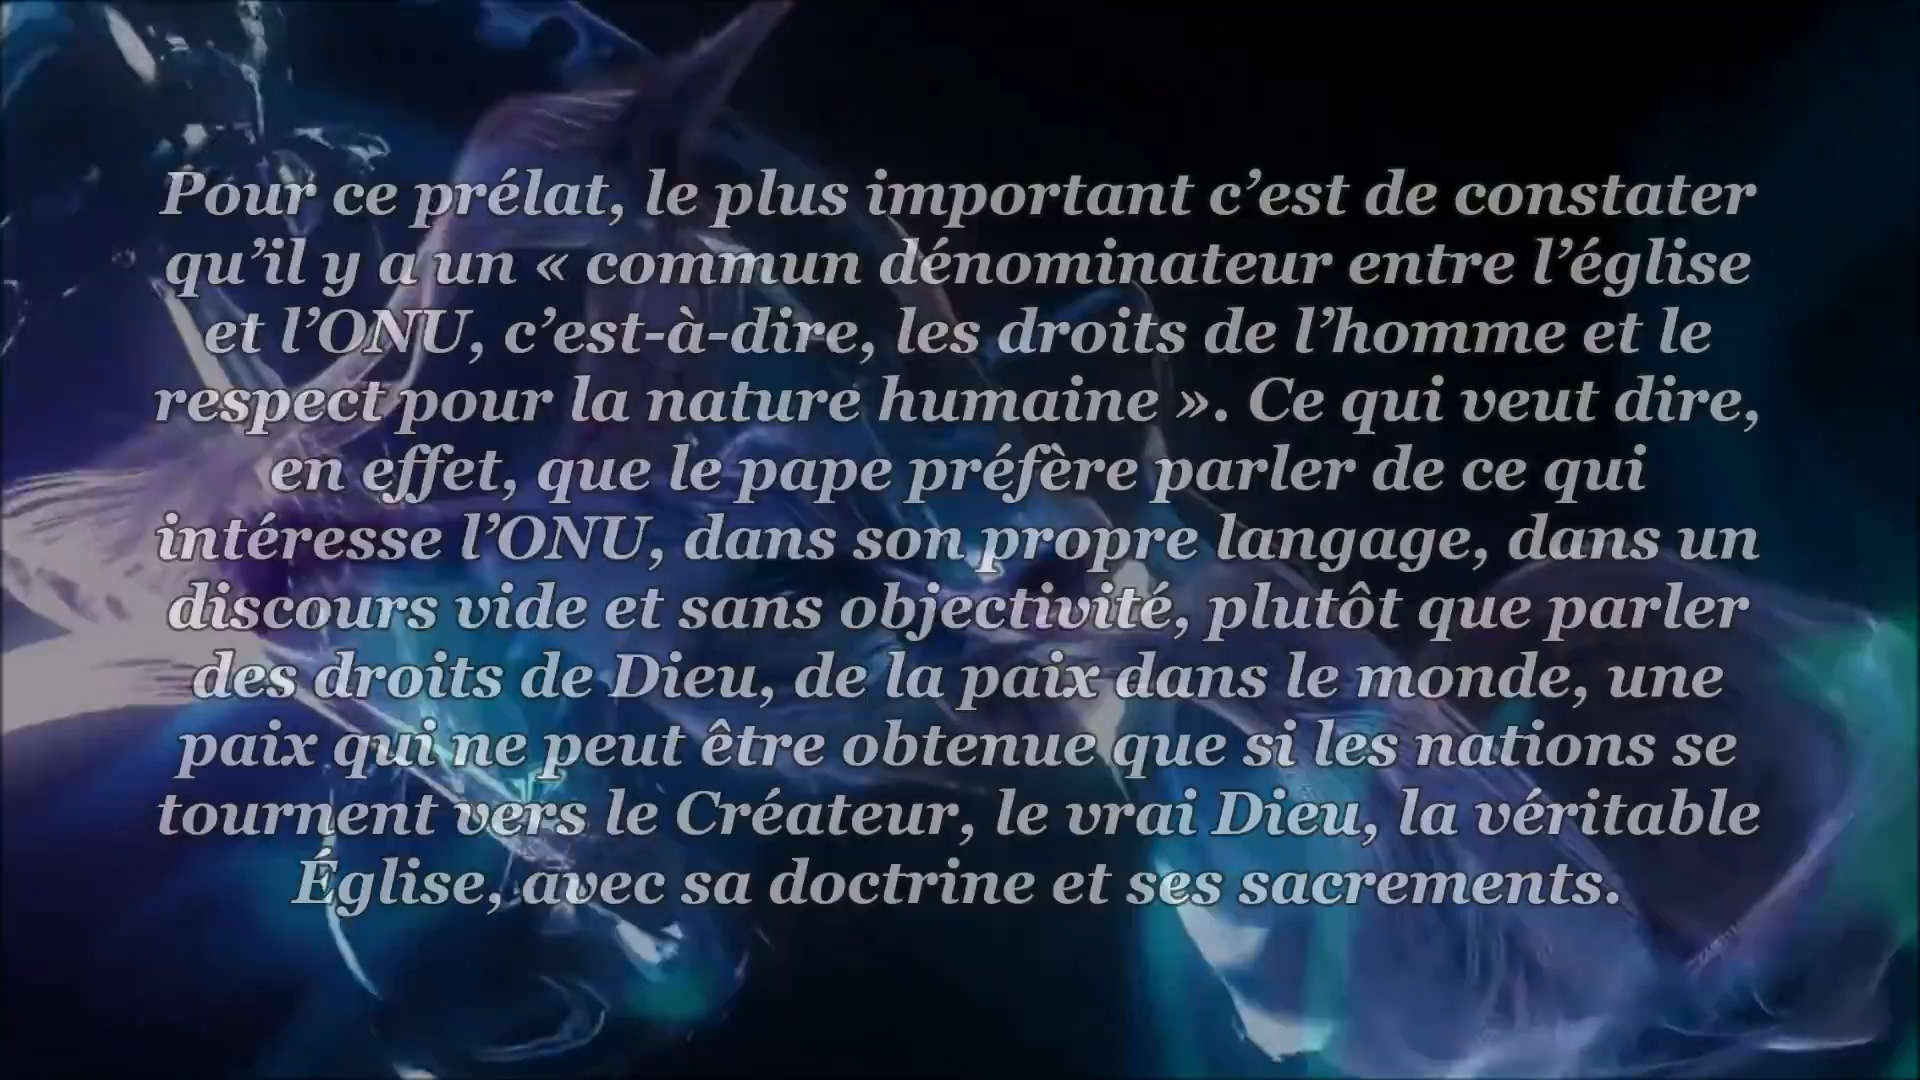 Pour ce prélat, le plus important c’est de constater
qu’il y a un « commun dénominateur entre l’église
et l’ONU, c’est-à-dire, les droits de l’homme et le
respect pour la nature humaine ». Ce qui veut dire,
en effet, que le pape préfère parler de ce qui
intéresse l’ONU, dans son propre langage, dans un
discours vide et sans objectivité, plutôt que parler
des droits de Dieu, de la paix dans le monde, une
paix qui ne peut être obtenue que si les nations se
tournent vers le Créateur, le vrai Dieu, la véritable
Église, avec sa doctrine et ses sacrements.